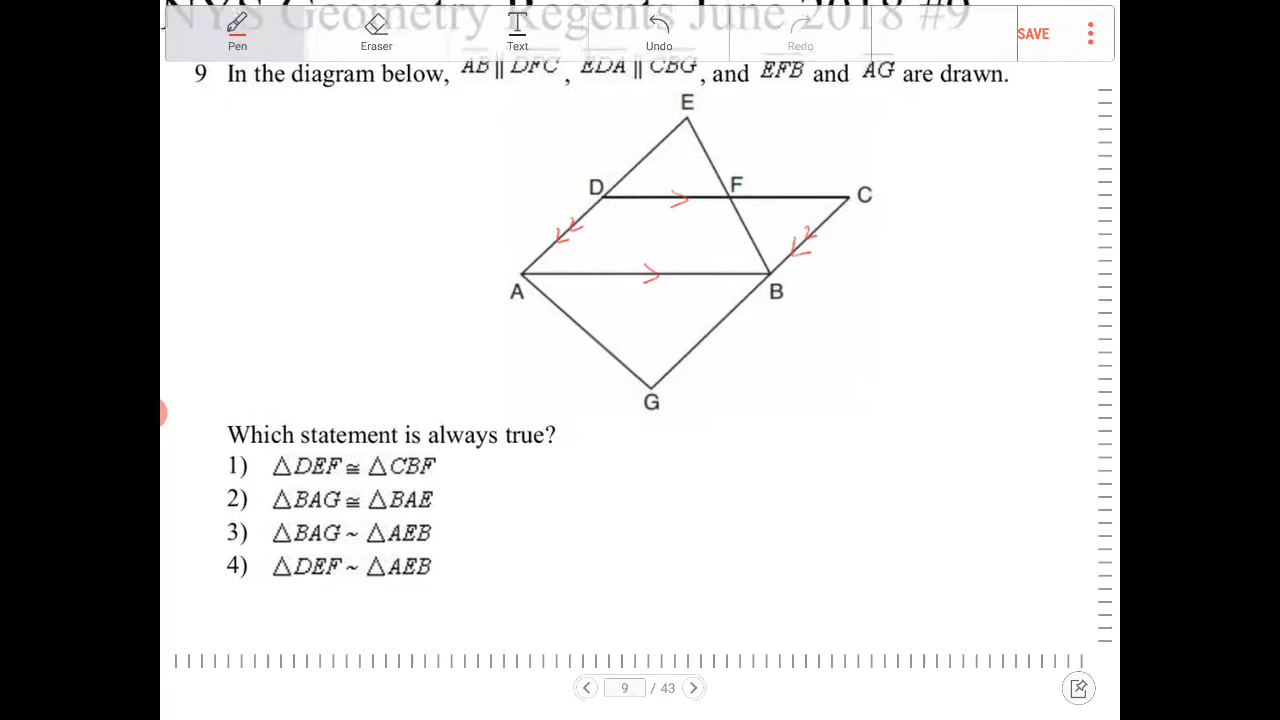 NYS Geometry Regents June 2018 #9
Pen Eraser Text Undo Redo SAVE
9 In the diagram below, AB || DFC, EDA || CBG, and EFB and AG are drawn.
E
D F C
A B
G
Which statement is always true?
1) △DEF ≅ △CBF
2) △BAG ≅ △BAE
3) △BAG ~ △AEB
4) △DEF ~ △AEB
9 / 43